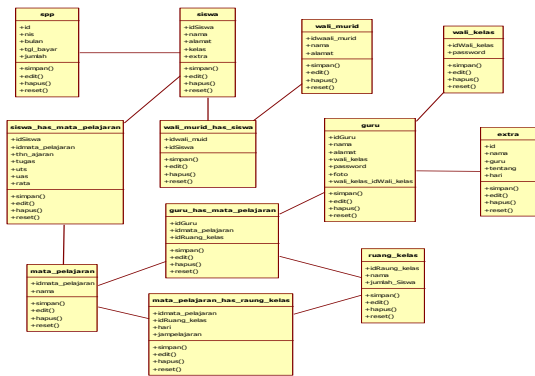 spp
+id
+nis
+bulan
+tgl_bayar
+jumlah
+simpan()
+edit()
+hapus()
+reset()
siswa
+idSiswa
+nama
+alamat
+kelas
+extra
+simpan()
+edit()
+hapus()
+reset()
wali_murid
+idwaali_murid
+nama
+alamat
+simpan()
+edit()
+hapus()
+reset()
wali_kelas
+idWali_kelas
+password
+simpan()
+edit()
+hapus()
+reset()
siswa_has_mata_pelajaran
+idSiswa
+idmata_pelajaran
+thn_ajaran
+tugas
+uts
+uas
+rata
+simpan()
+edit()
+hapus()
+reset()
wali_murid_has_siswa
+idwali_muid
+idSiswa
+simpan()
+edit()
+hapus()
+reset()
guru
+idGuru
+nama
+alamat
+wali_kelas
+password
+foto
+wali_kelas_idWali_kelas
+simpan()
+edit()
+hapus()
+reset()
extra
+id
+nama
+guru
+tentang
+hari
+simpan()
+edit()
+hapus()
+reset()
guru_has_mata_pelajaran
+idGuru
+idmata_pelajaran
+idRuang_kelas
+simpan()
+edit()
+hapus()
+reset()
mata_pelajaran
+idmata_pelajaran
+nama
+simpan()
+edit()
+hapus()
+reset()
mata_pelajaran_has_raung_kelas
+idmata_pelajaran
+idRuang_kelas
+hari
+jampelajaran
+simpan()
+edit()
+hapus()
+reset()
ruang_kelas
+idRaung_kelas
+nama
+jumlah_Siswa
+simpan()
+edit()
+hapus()
+reset()